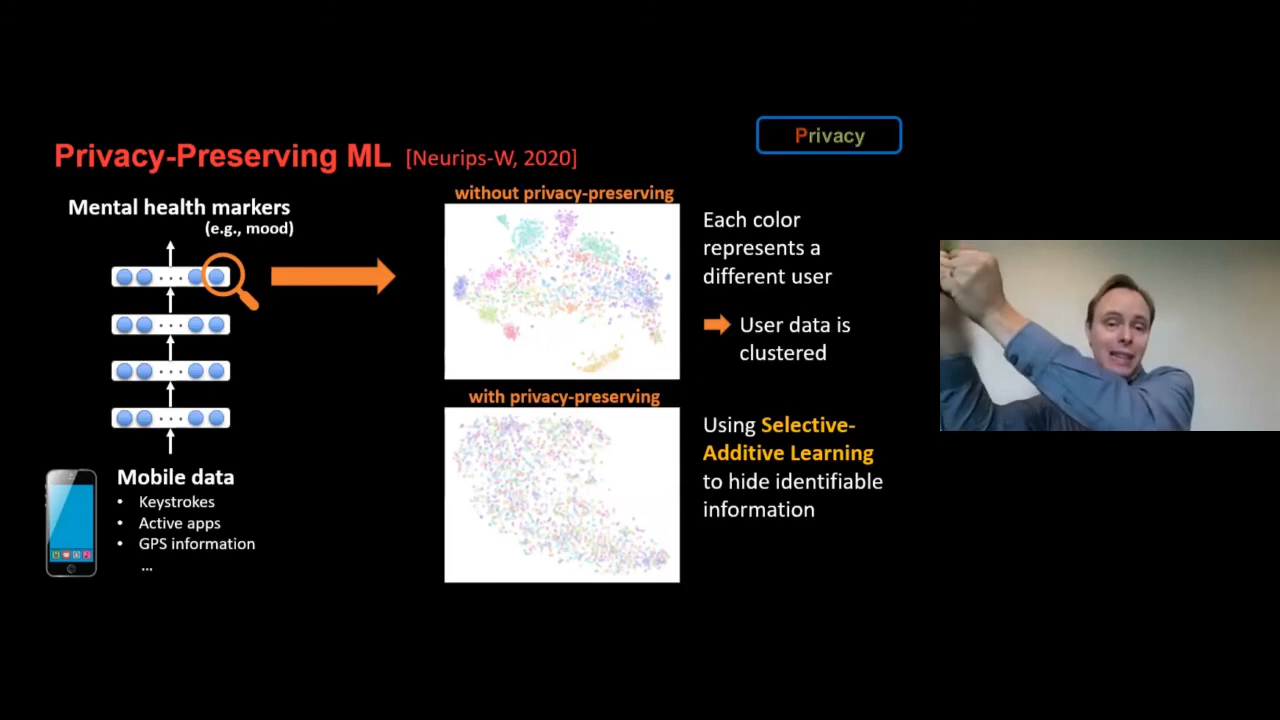 Privacy
Privacy-Preserving ML [Neurips-W, 2020]
Mental health markers
(e.g., mood)
...
...
...
...
Mobile data
• Keystrokes
• Active apps
• GPS information
...
without privacy-preserving
with privacy-preserving
Each color
represents a
different user
User data is
clustered
Using Selective-
Additive Learning
to hide identifiable
information